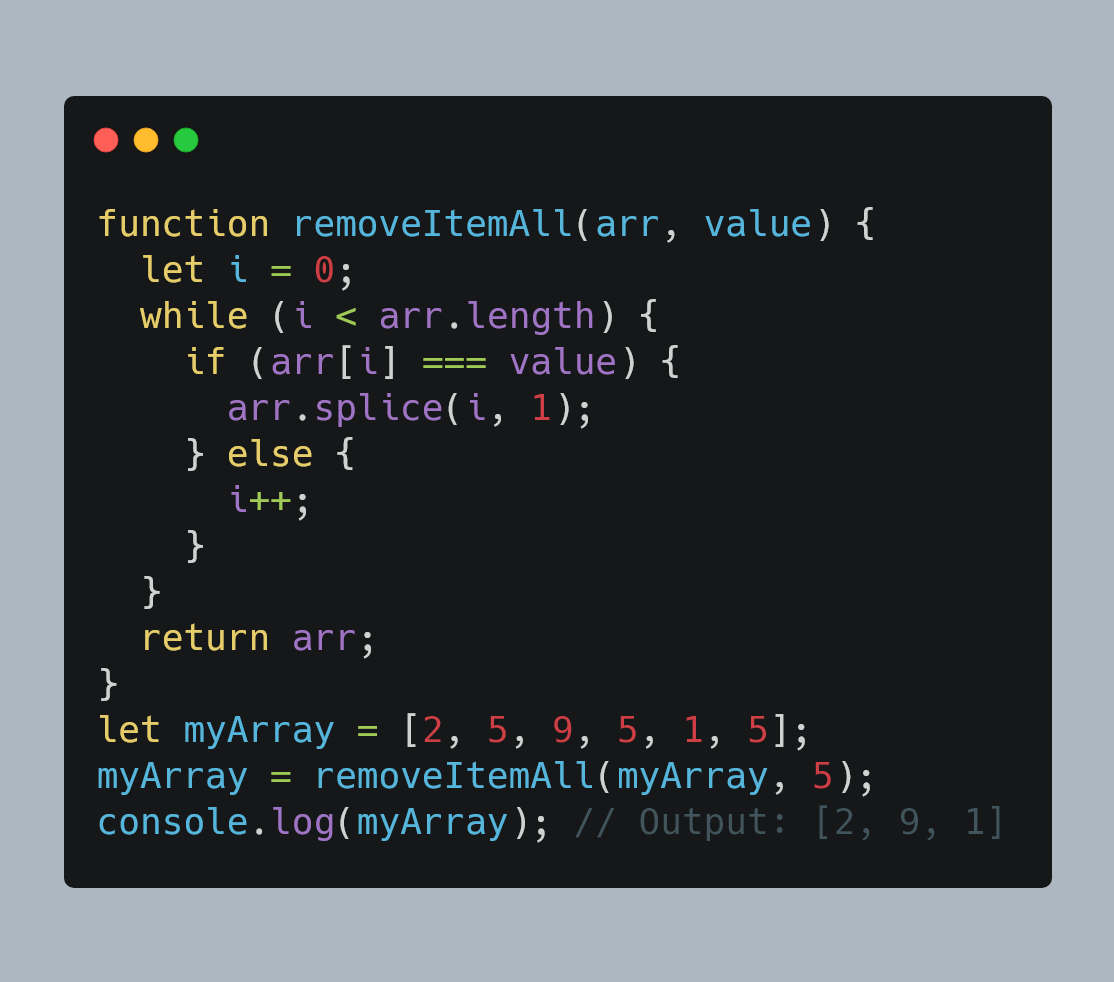 function removeItemAll(arr, value) {
  let i = 0;
  while (i < arr.length) {
    if (arr[i] === value) {
      arr.splice(i, 1);
    } else {
      i++;
    }
  }
  return arr;
}
let myArray = [2, 5, 9, 5, 1, 5];
myArray = removeItemAll(myArray, 5);
console.log(myArray); // Output: [2, 9, 1]